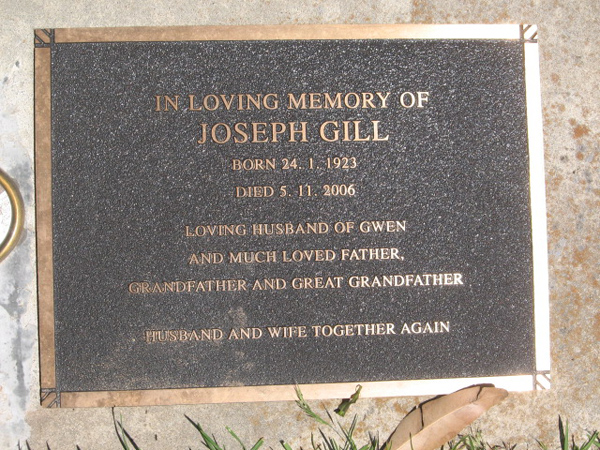 IN LOVING MEMORY OF
JOSEPH GILL
BORN 24. 1. 1923
DIED 5. 11. 2006
LOVING HUSBAND OF GWEN
AND MUCH LOVED FATHER,
GRANDFATHER AND GREAT GRANDFATHER
HUSBAND AND WIFE TOGETHER AGAIN